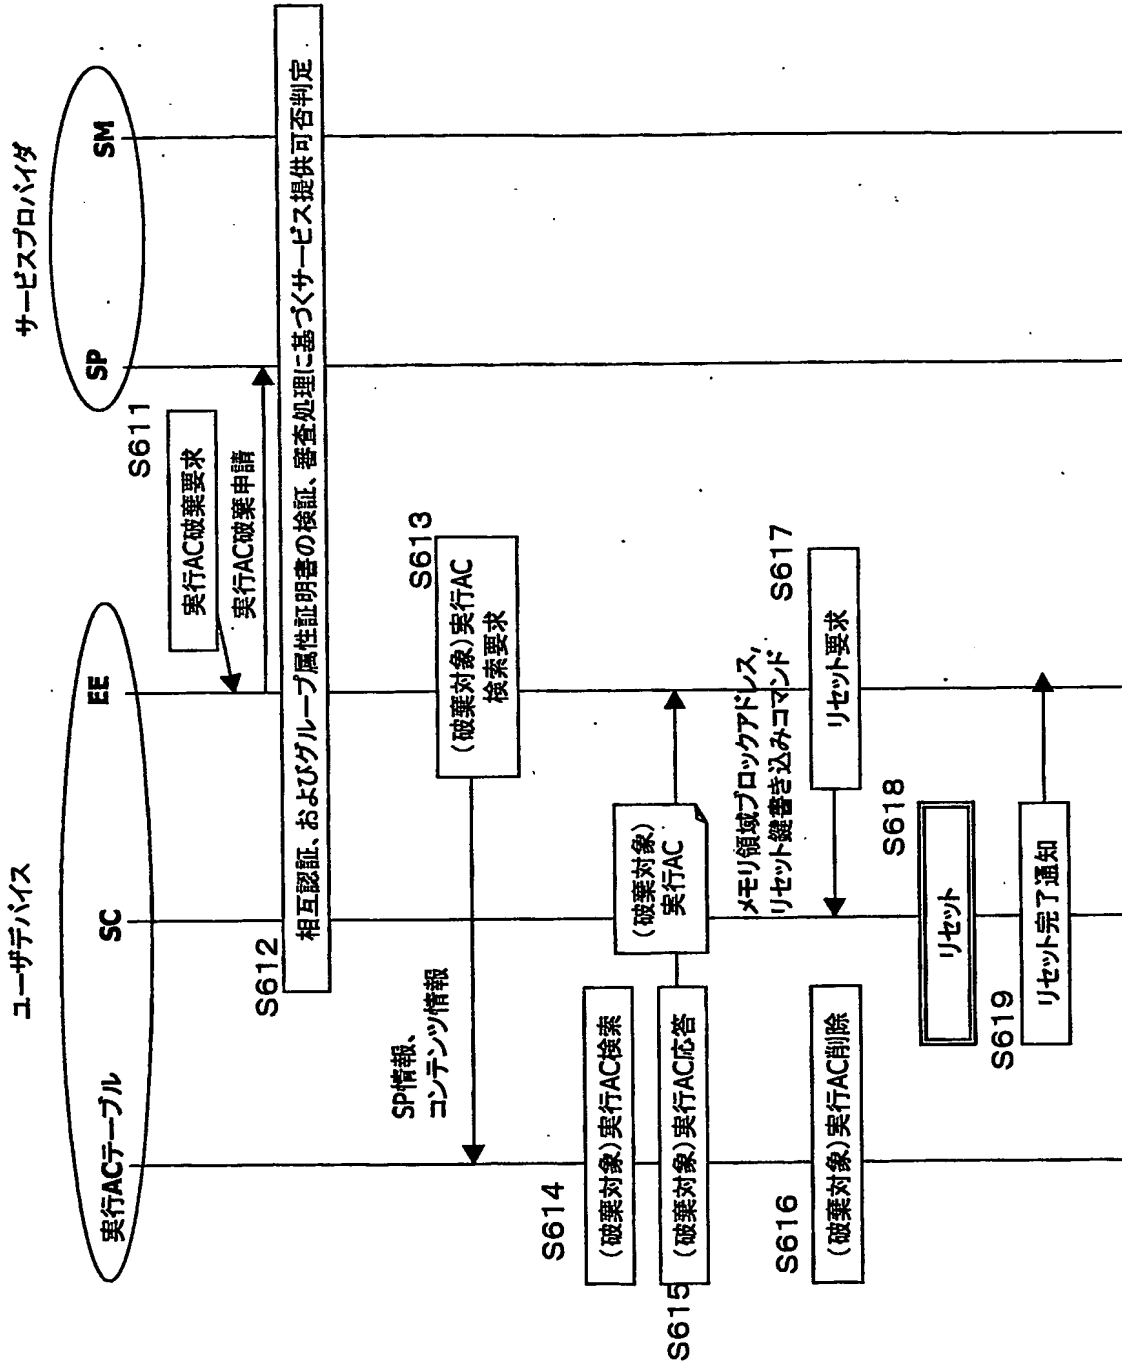 ユーザデバイス
サービスプロバイダ
実行ACテーブル
SC
EE
SP
SM
S611
実行AC破棄要求
実行AC破棄申請
S612
相互認証、およびグループ属性証明書の検証、審査処理に基づくサービス提供可否判定
S613
(破棄対象)実行AC
検索要求
SP情報、
コンテンツ情報
S614
(破棄対象)実行AC検索
S615
(破棄対象)実行AC応答
(破棄対象)
実行AC
S616
(破棄対象)実行AC削除
S617
リセット要求
メモリ領域ブロックアドレス,
リセット鍵書き込みコマンド
S618
リセット
S619
リセット完了通知